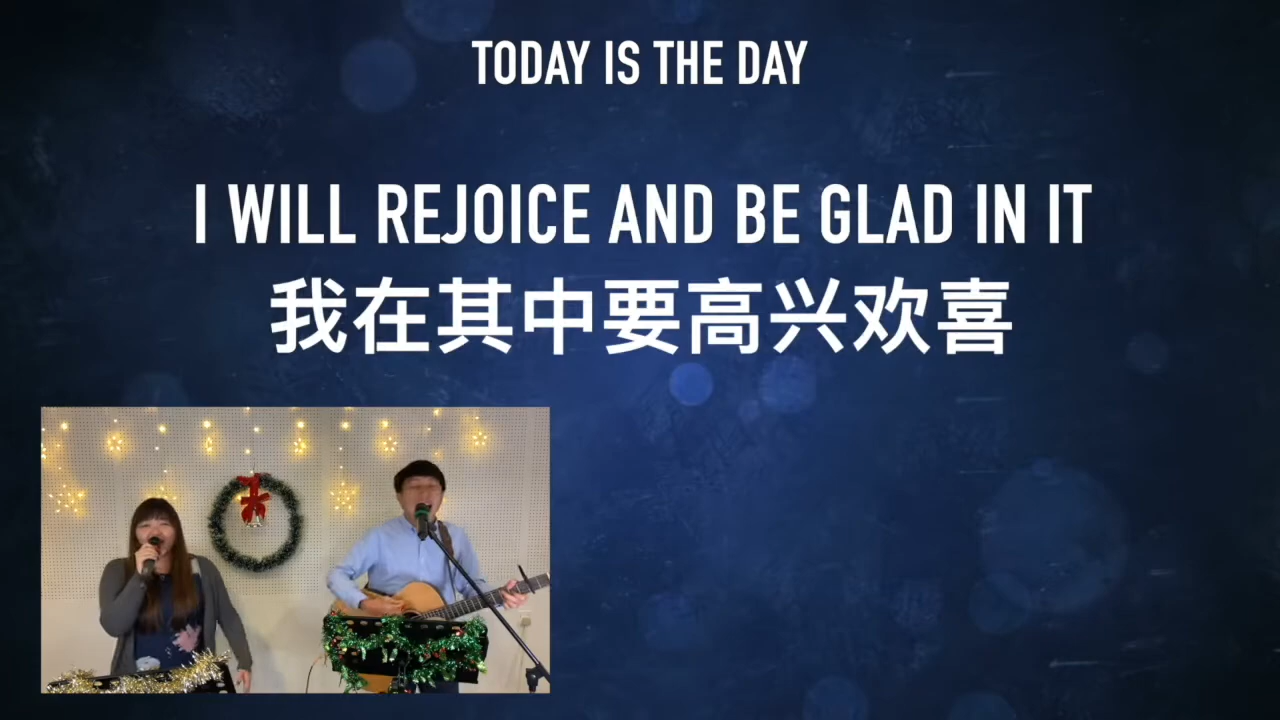 TODAY IS THE DAY
I WILL REJOICE AND BE GLAD IN IT
我在其中要高兴欢喜